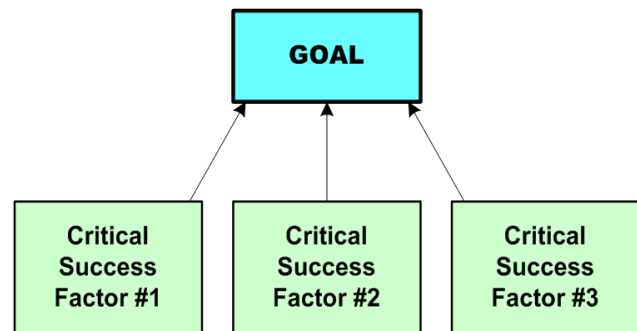 GOAL
Critical
Success
Factor #1
Critical
Success
Factor #2
Critical
Success
Factor #3